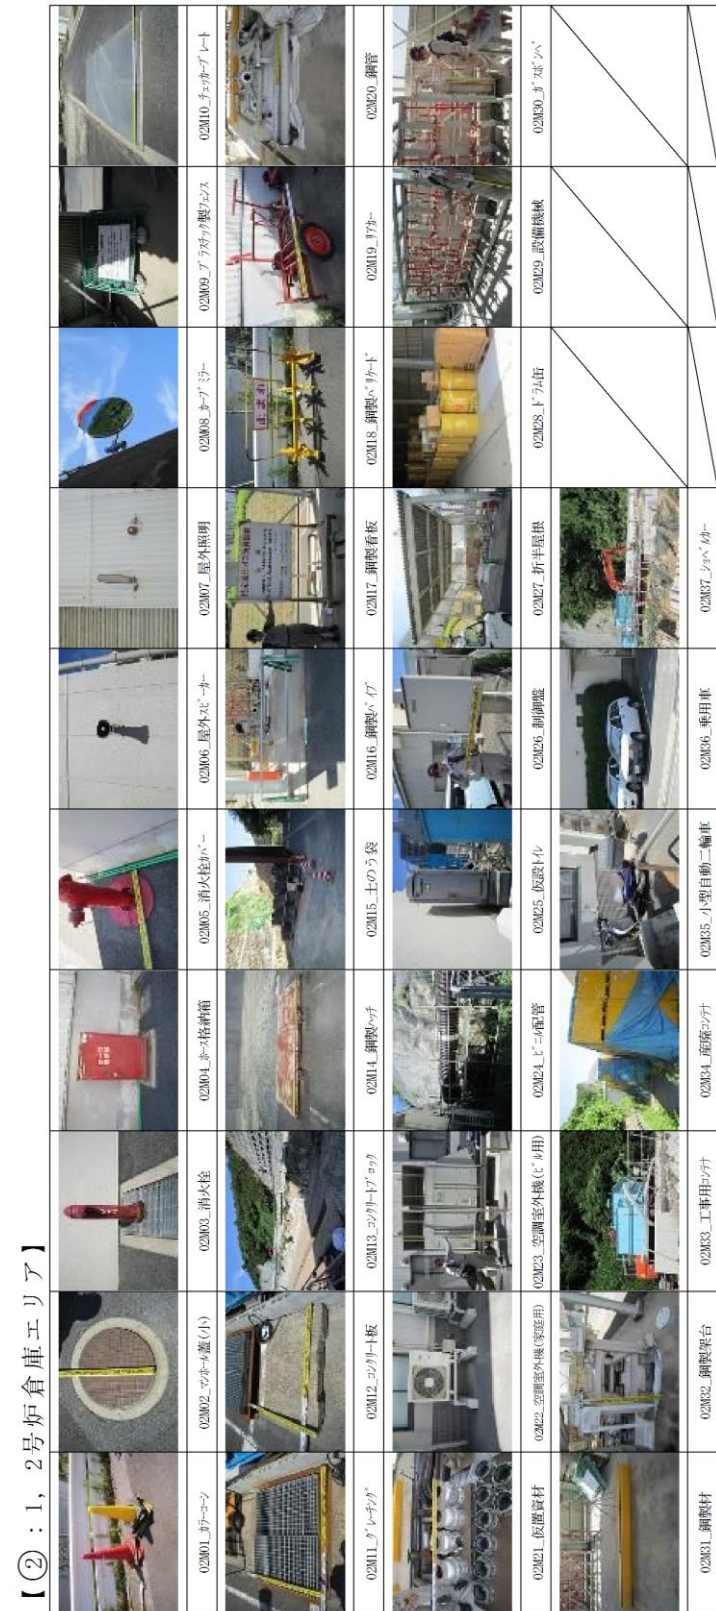 【②：1，2号炉倉庫エリア】
02M01_カラーコーン
02M02_マンホール蓋(小)
02M03_消火栓
02M04_ホース格納箱
02M05_消火栓カバー
02M06_屋外スピーカー
02M07_屋外照明
02M08_カーブミラー
02M09_プラスチック製フェンス
02M10_チェッカープレート
02M11_グレーチング
02M12_コンクリート板
02M13_コンクリートブロック
02M14_鋼製ハッチ
02M15_土のう袋
02M16_鋼製パイプ
02M17_鋼製看板
02M18_鋼製バリケード
02M19_リアカー
02M20_鋼管
02M21_仮置資材
02M22_空調室外機(家庭用)
02M23_空調室外機(ビル用)
02M24_ビニル配管
02M25_仮設トイレ
02M26_制御盤
02M27_折半屋根
02M28_ドラム缶
02M29_設備機械
02M30_ガスボンベ
02M31_鋼製材
02M32_鋼製架台
02M33_工事用コンテナ
02M34_産廃コンテナ
02M35_小型自動二輪車
02M36_乗用車
02M37_ショベルカー